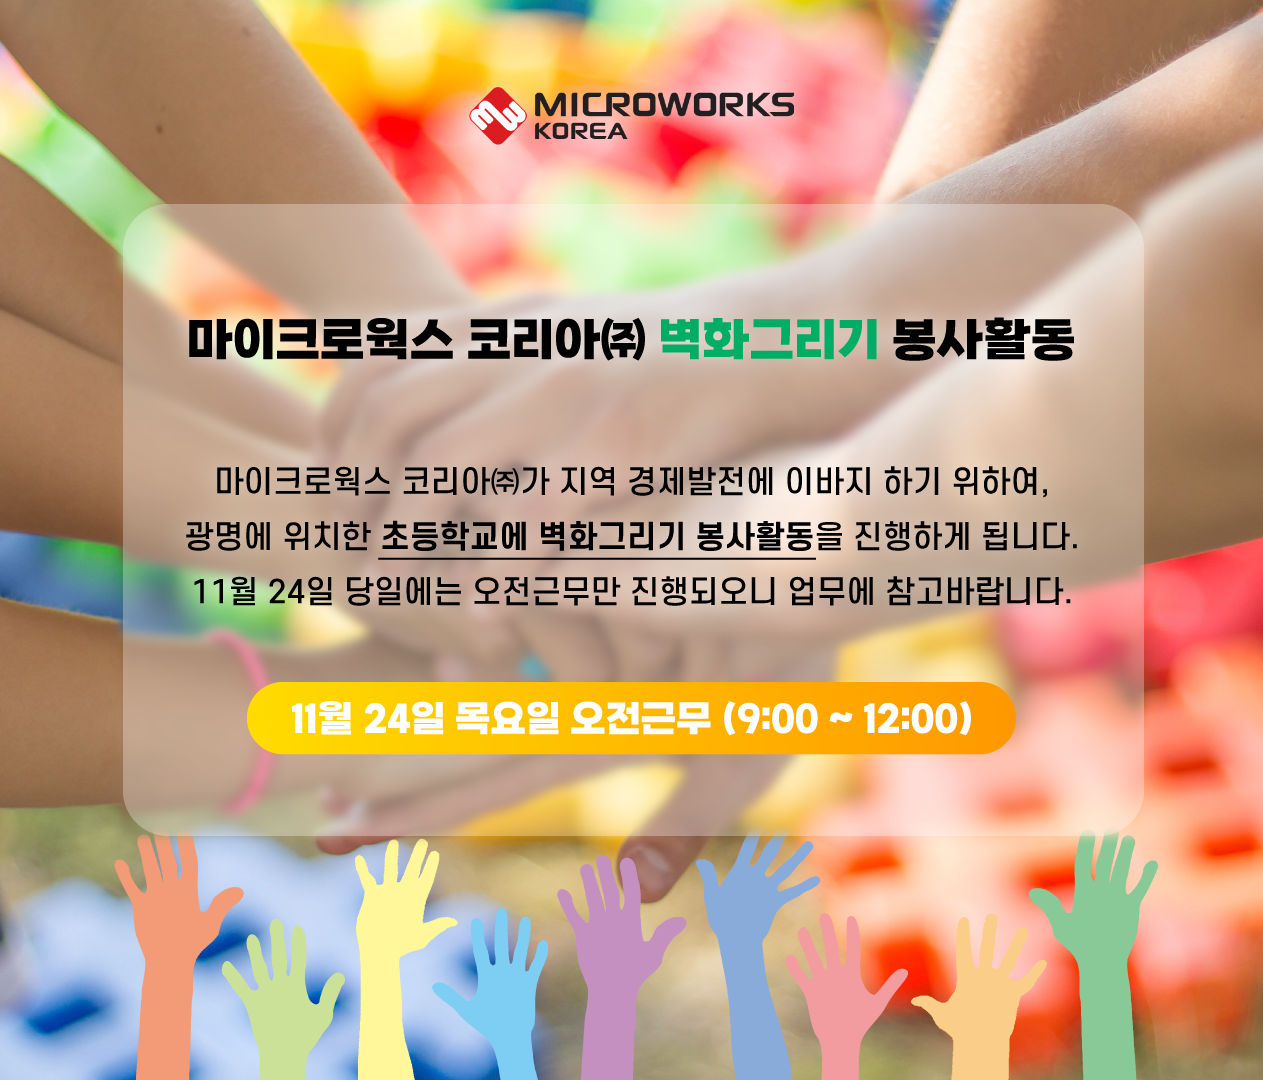 MICROWORKS
KOREA
마이크로웍스 코리아㈜ 벽화그리기 봉사활동
마이크로웍스 코리아㈜가 지역 경제발전에 이바지 하기 위하여,
광명에 위치한 초등학교에 벽화그리기 봉사활동을 진행하게 됩니다.
11월 24일 당일에는 오전근무만 진행되오니 업무에 참고바랍니다.
11월 24일 목요일 오전근무 (9:00 ~ 12:00)